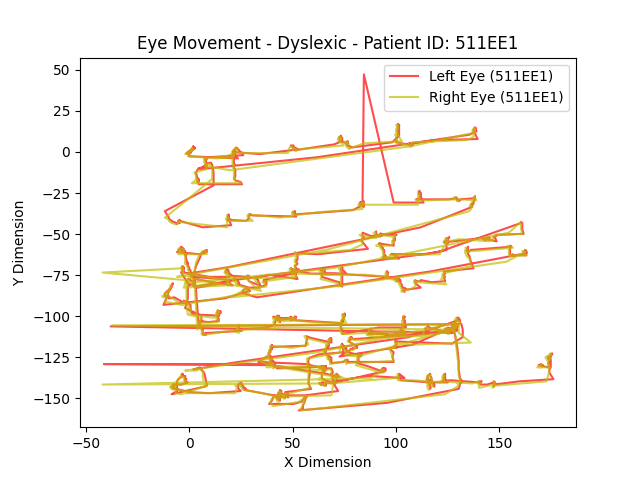 Eye Movement - Dyslexic - Patient ID: 511EE1
Left Eye (511EE1)
Right Eye (511EE1)
50
25
0
−25
−50
−75
−100
−125
−150
Y Dimension
−50
0
50
100
150
X Dimension